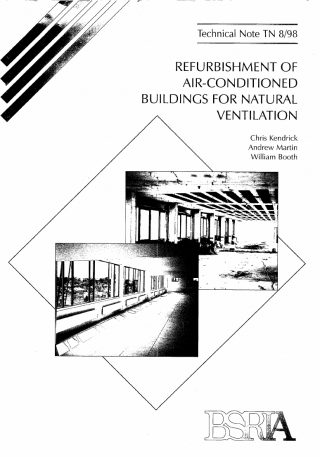 Technical Note TN 8/98
REFURBISHMENT OF
AIR-CONDITIONED
BUILDINGS FOR NATURAL
VENTILATION
Chris Kendrick
Andrew Martin
William Booth
BSRIA